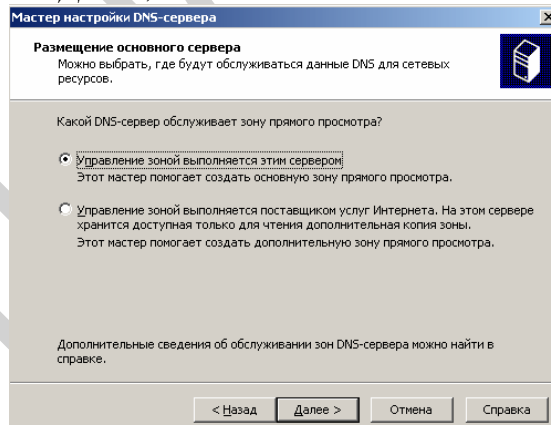 Мастер настройки DNS-сервера
Размещение основного сервера
Можно выбрать, где будут обслуживаться данные DNS для сетевых
ресурсов.
Какой DNS-сервер обслуживает зону прямого просмотра?
Управление зоной выполняется этим сервером
Этот мастер помогает создать основную зону прямого просмотра.
Управление зоной выполняется поставщиком услуг Интернета. На этом сервере
хранится доступная только для чтения дополнительная копия зоны.
Этот мастер помогает создать дополнительную зону прямого просмотра.
Дополнительные сведения об обслуживании зон DNS-сервера можно найти в
справке.
< Назад Далее > Отмена Справка